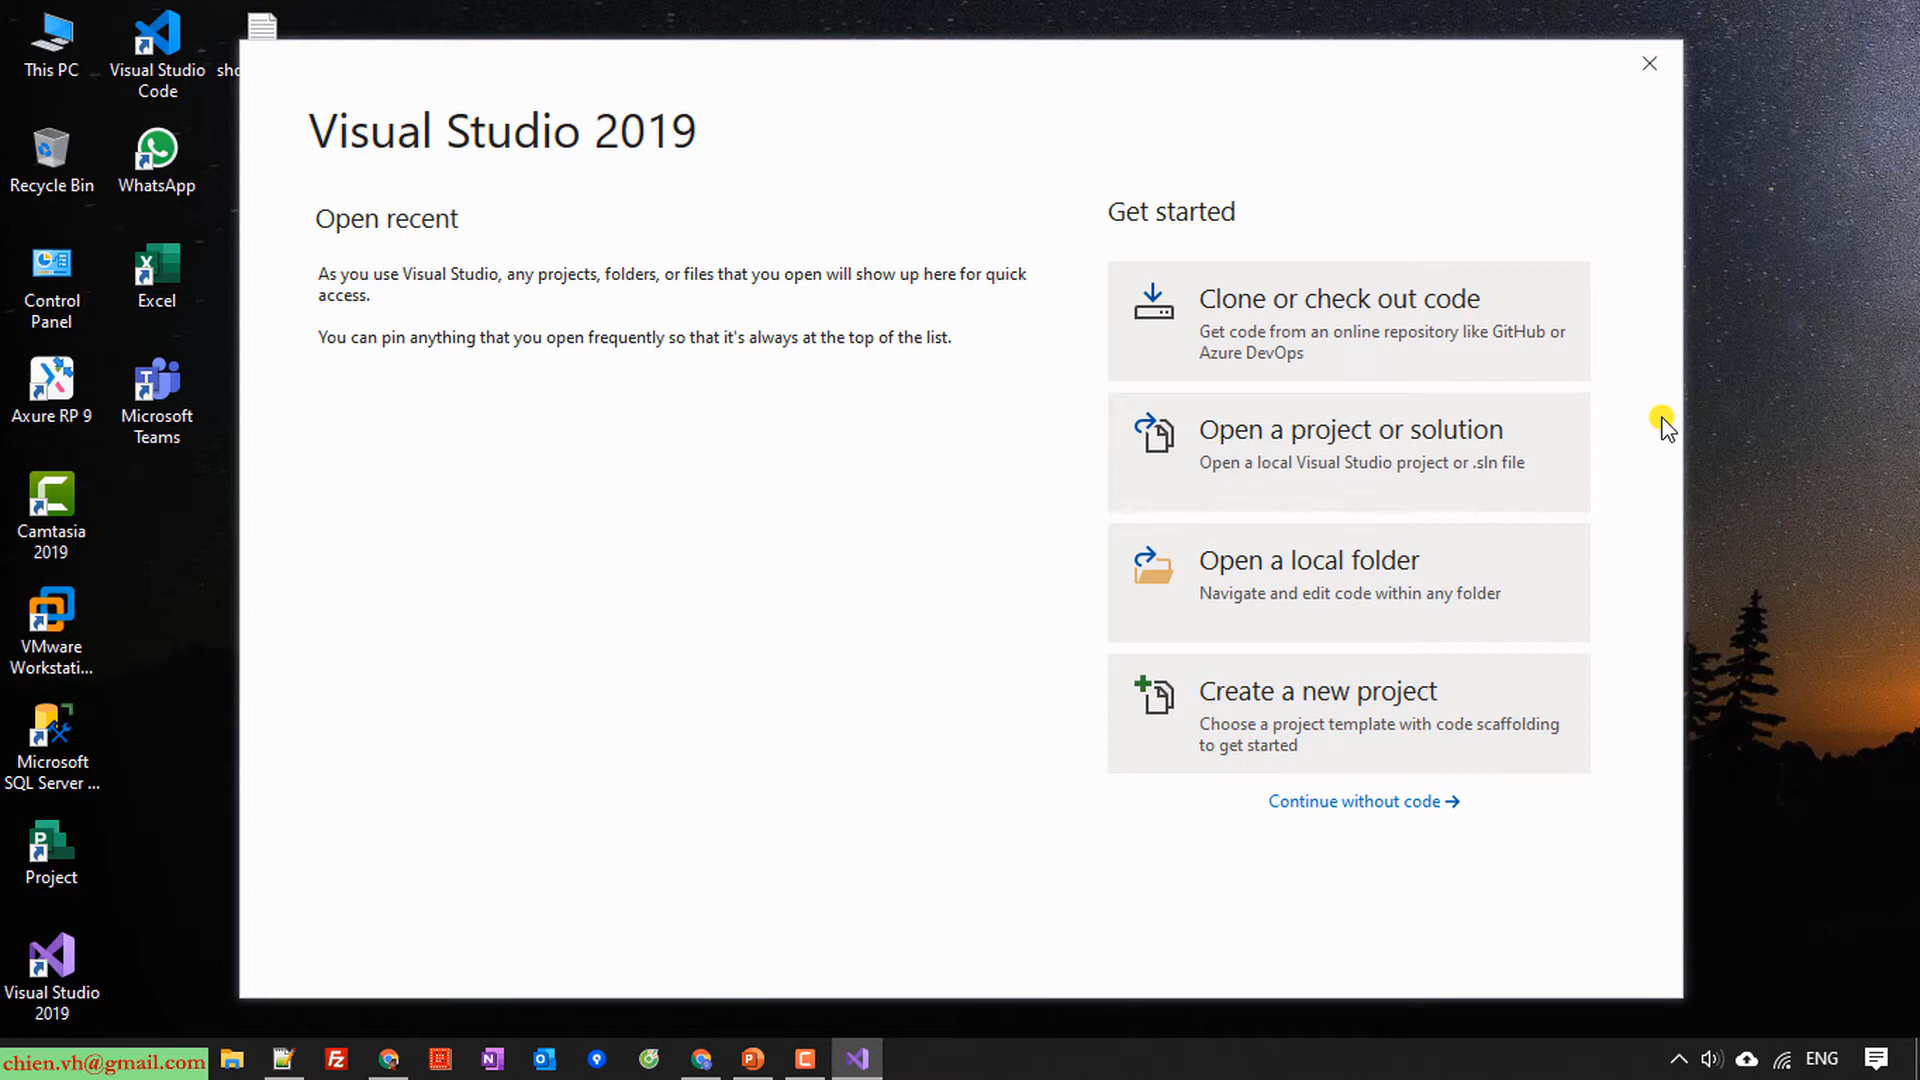 This PC
Visual Studio
Code
sho
Recycle Bin
WhatsApp
Control
Panel
Excel
Axure RP 9
Microsoft
Teams
Camtasia
2019
VMware
Workstati...
Microsoft
SQL Server ...
Project
Visual Studio
2019
Visual Studio 2019
Open recent
As you use Visual Studio, any projects, folders, or files that you open will show up here for quick
access.
You can pin anything that you open frequently so that it's always at the top of the list.
Get started
Clone or check out code
Get code from an online repository like GitHub or
Azure DevOps
Open a project or solution
Open a local Visual Studio project or .sln file
Open a local folder
Navigate and edit code within any folder
Create a new project
Choose a project template with code scaffolding
to get started
Continue without code →
chien.vh@gmail.com
ENG